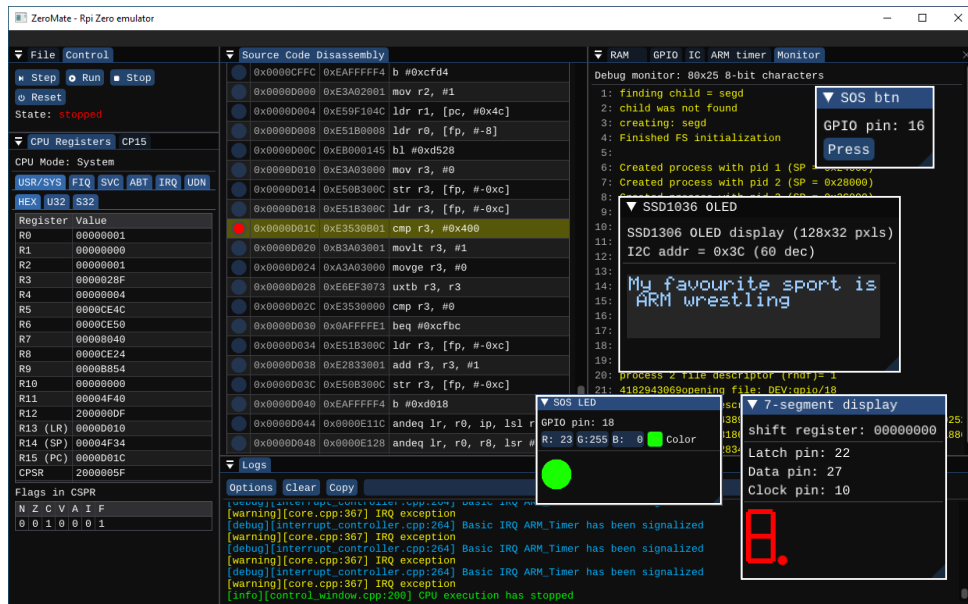 ZeroMate - Rpi Zero emulator
File Control
Step Run Stop
Reset
State: stopped
CPU Registers CP15
CPU Mode: System
USR/SYS FIQ SVC ABT IRQ UDN
HEX U32 S32
Register Value
R0 00000001
R1 00000000
R2 00000001
R3 0000028F
R4 00000004
R5 0000CE4C
R6 0000CE50
R7 00008040
R8 0000CE24
R9 0000B854
R10 00000000
R11 00004F40
R12 200000DF
R13 (LR) 0000D010
R14 (SP) 00004F34
R15 (PC) 0000D01C
CPSR 2000005F
Flags in CSPR
N Z C V A I F
0 0 1 0 0 0 1
Source Code Disassembly
0x0000CFFC 0xEAFFFFF4 b #0xcfd4
0x0000D000 0xE3A02001 mov r2, #1
0x0000D004 0xE59F104C ldr r1, [pc, #0x4c]
0x0000D008 0xE51B0008 ldr r0, [fp, #-8]
0x0000D00C 0xEB000145 bl #0xd528
0x0000D010 0xE3A03000 mov r3, #0
0x0000D014 0xE50B300C str r3, [fp, #-0xc]
0x0000D018 0xE51B300C ldr r3, [fp, #-0xc]
0x0000D01C 0xE3530B01 cmp r3, #0x400
0x0000D020 0xB3A03001 movlt r3, #1
0x0000D024 0xA3A03000 movge r3, #0
0x0000D028 0xE6EF3073 uxtb r3, r3
0x0000D02C 0xE3530000 cmp r3, #0
0x0000D030 0x0AFFFFE1 beq #0xcfbc
0x0000D034 0xE51B300C ldr r3, [fp, #-0xc]
0x0000D038 0xE2833001 add r3, r3, #1
0x0000D03C 0xE50B300C str r3, [fp, #-0xc]
0x0000D040 0xEAFFFFF4 b #0xd018
0x0000D044 0x0000E11C andeq lr, r0, ip, lsl r
0x0000D048 0x0000E128 andeq lr, r0, r8, lsr #
Logs
Options Clear Copy
[debug][interrupt_controller.cpp:264] Basic IRQ ARM_Timer has been signalized
[warning][core.cpp:367] IRQ exception
[debug][interrupt_controller.cpp:264] Basic IRQ ARM_Timer has been signalized
[warning][core.cpp:367] IRQ exception
[debug][interrupt_controller.cpp:264] Basic IRQ ARM_Timer has been signalized
[warning][core.cpp:367] IRQ exception
[debug][interrupt_controller.cpp:264] Basic IRQ ARM_Timer has been signalized
[warning][core.cpp:367] IRQ exception
[info][control_window.cpp:200] CPU execution has stopped
RAM GPIO IC ARM timer Monitor
Debug monitor: 80x25 8-bit characters
1: finding child = segd
2: child was not found
3: creating: segd
4: Finished FS initialization
5:
6: Created process with pid 1 (SP =
7: Created process with pid 2 (SP = 0x28000)
8:
9:
10:
11:
12:
13:
14:
15:
16:
17:
18:
19:
20: process 2 file descriptor (rndf)= 1
21: 4182943069opening file: DEV:gpio/18
SOS btn
GPIO pin: 16
Press
SSD1036 OLED
SSD1306 OLED display (128x32 pxls)
I2C addr = 0x3C (60 dec)
My favourite sport is
ARM wrestling
SOS LED
GPIO pin: 18
R: 23 G:255 B: 0 Color
7-segment display
shift register: 00000000
Latch pin: 22
Data pin: 27
Clock pin: 10
8.